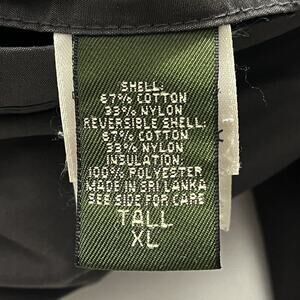 SHELL:
67% COTTON
33% NYLON
REVERSIBLE SHELL:
67% COTTON
33% NYLON
INSULATION:
100% POLYESTER
MADE IN SRI LANKA
SEE SIDE FOR CARE
TALL
XL